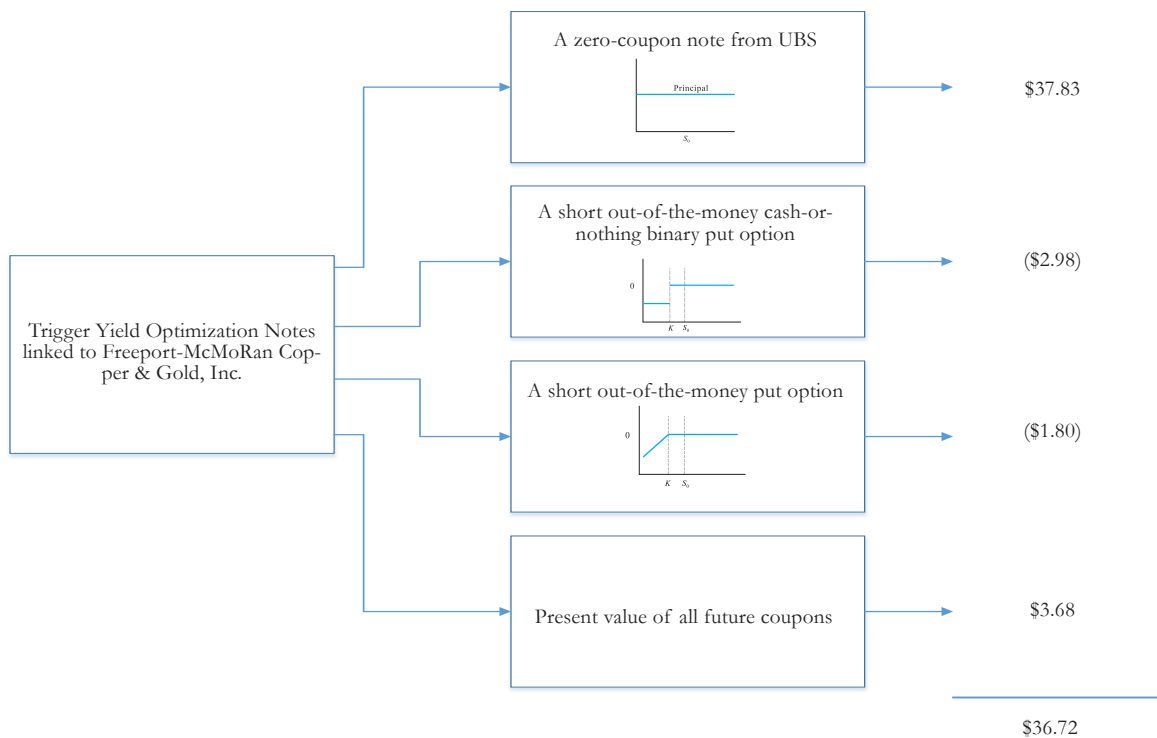 A zero-coupon note from UBS
Principal
S0
$37.83
A short out-of-the-money cash-or-
nothing binary put option
0
K
S0
($2.98)
Trigger Yield Optimization Notes
linked to Freeport-McMoRan Cop-
per & Gold, Inc.
A short out-of-the-money put option
0
K
S0
($1.80)
Present value of all future coupons
$3.68
$36.72